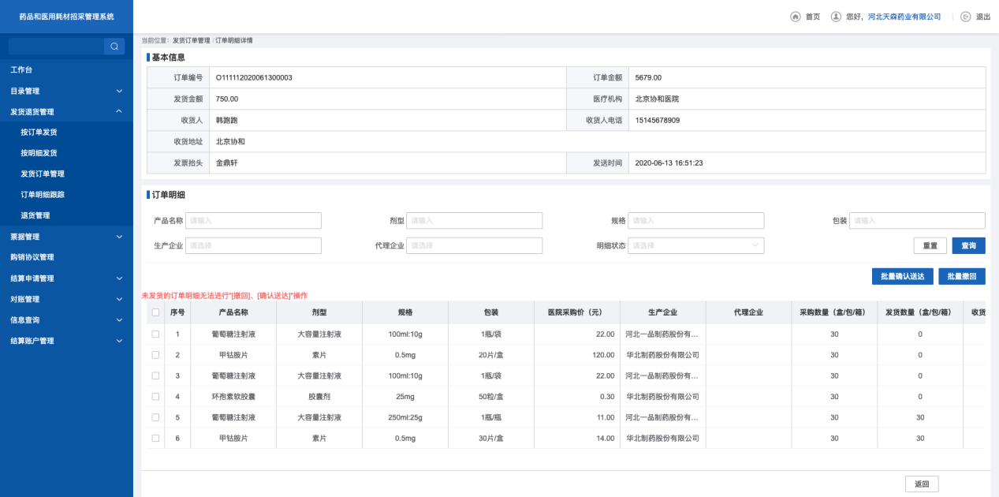 药品和医用耗材招采管理系统
首页 您好, 河北天森药业有限公司 退出
工作台
目录管理
发货退货管理
按订单发货
按明细发货
发货订单管理
订单明细跟踪
退货管理
票据管理
购销协议管理
结算申请管理
对账管理
信息查询
结算账户管理
当前位置: 发货订单管理 / 订单明细详情
基本信息
订单编号 O111112020061300003 订单金额 5679.00
发货金额 750.00 医疗机构 北京协和医院
收货人 韩跑跑 收货人电话 15145678909
收货地址 北京协和
发票抬头 金鼎轩 发送时间 2020-06-13 16:51:23
订单明细
产品名称 请输入 剂型 请输入 规格 请输入 包装 请输入
生产企业 请选择 代理企业 请选择 明细状态 请选择 重置 查询
批量确认送达 批量撤回
未发货的订单明细无法进行"[撤回]、[确认送达]"操作
序号 产品名称 剂型 规格 包装 医院采购价（元） 生产企业 代理企业 采购数量（盒/包/箱） 发货数量（盒/包/箱） 收货
1 葡萄糖注射液 大容量注射液 100ml:10g 1瓶/袋 22.00 河北一品制药股份有... 30 0
2 甲钴胺片 素片 0.5mg 20片/盒 120.00 华北制药股份有限公司 30 0
3 葡萄糖注射液 大容量注射液 100ml:10g 1瓶/袋 22.00 河北一品制药股份有... 30 0
4 环孢素软胶囊 胶囊剂 25mg 50粒/盒 0.30 华北制药股份有限公司 30 0
5 葡萄糖注射液 大容量注射液 250ml:25g 1瓶/瓶 11.00 河北一品制药股份有... 30 30
6 甲钴胺片 素片 0.5mg 30片/盒 14.00 华北制药股份有限公司 30 30
返回